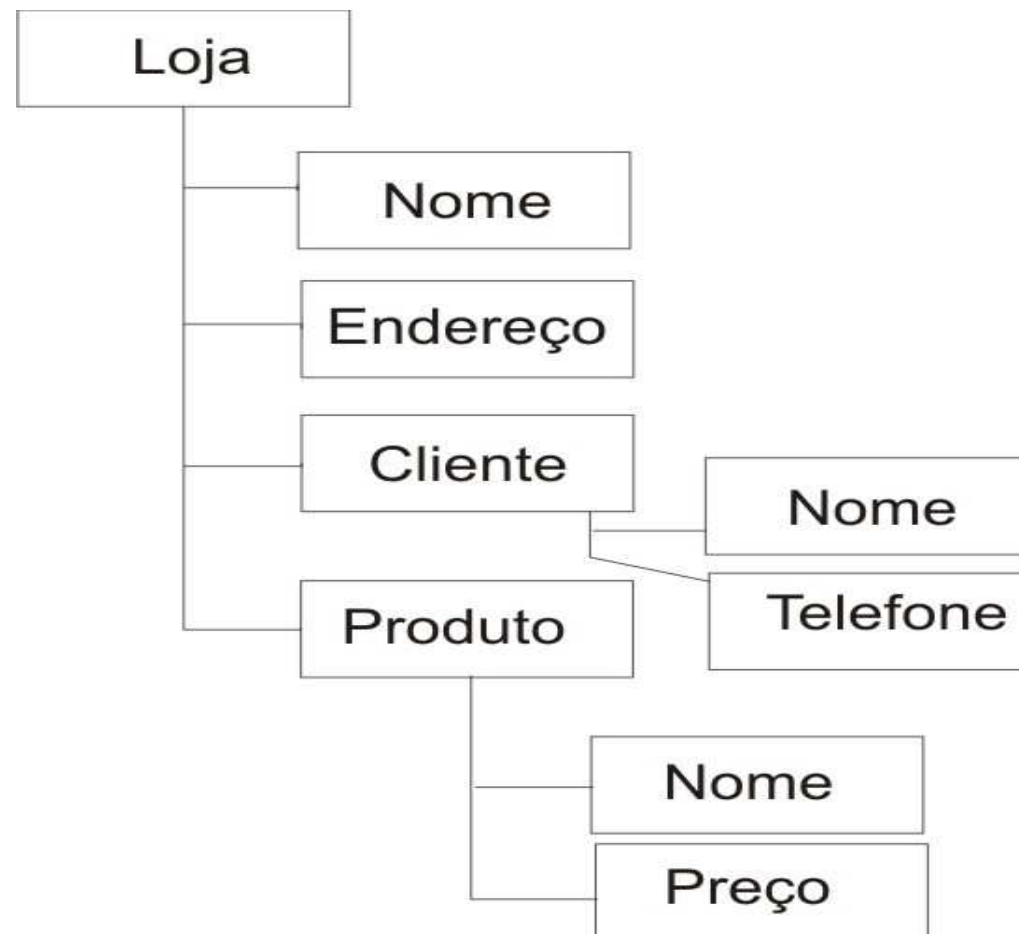 Loja
Nome
Endereço
Cliente
Nome
Telefone
Produto
Nome
Preço